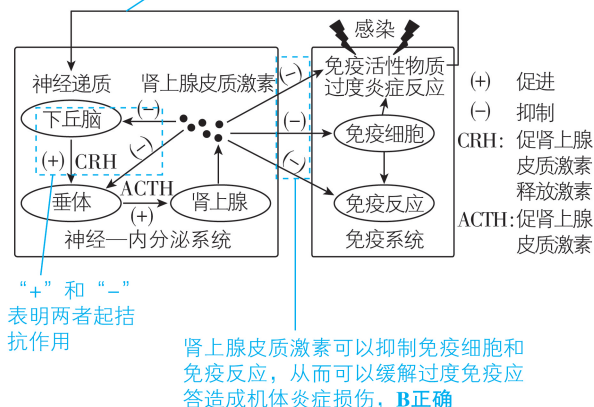 感染
神经递质
肾上腺皮质激素
(−)
免疫活性物质
过度炎症反应
(+) 促进
(−)
下丘脑
(−)
免疫细胞
(−) 抑制
(+)
CRH
(−)
(−)
CRH：促肾上腺
皮质激素
释放激素
垂体
ACTH
(+)
肾上腺
免疫反应
ACTH：促肾上腺
皮质激素
神经—内分泌系统
免疫系统
“+”和“−”
表明两者起拮
抗作用
肾上腺皮质激素可以抑制免疫细胞和
免疫反应，从而可以缓解过度免疫应
答造成机体炎症损伤，B正确